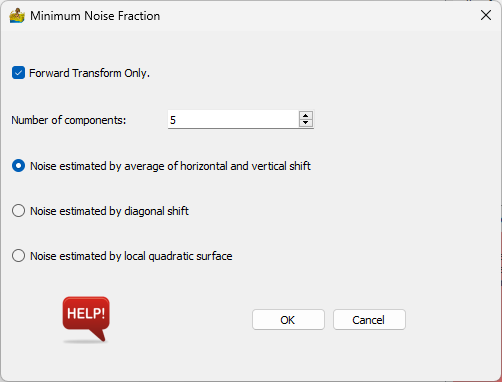 Minimum Noise Fraction
Forward Transform Only.
Number of components: 5
Noise estimated by average of horizontal and vertical shift
Noise estimated by diagonal shift
Noise estimated by local quadratic surface
HELP!
OK Cancel